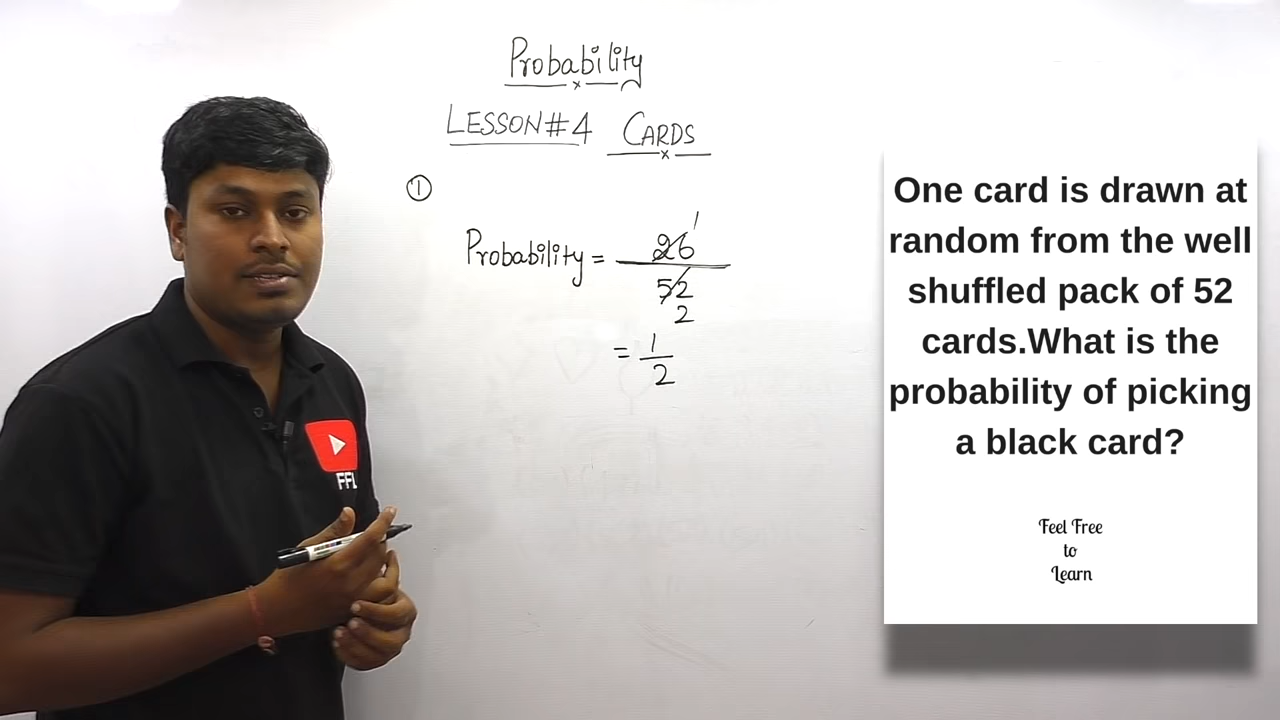 Probability
LESSON#4 CARDS
①
Probability = 26 1
52
2
= 1
2
FFL
One card is drawn at
random from the well
shuffled pack of 52
cards.What is the
probability of picking
a black card?
Feel Free
to
Learn